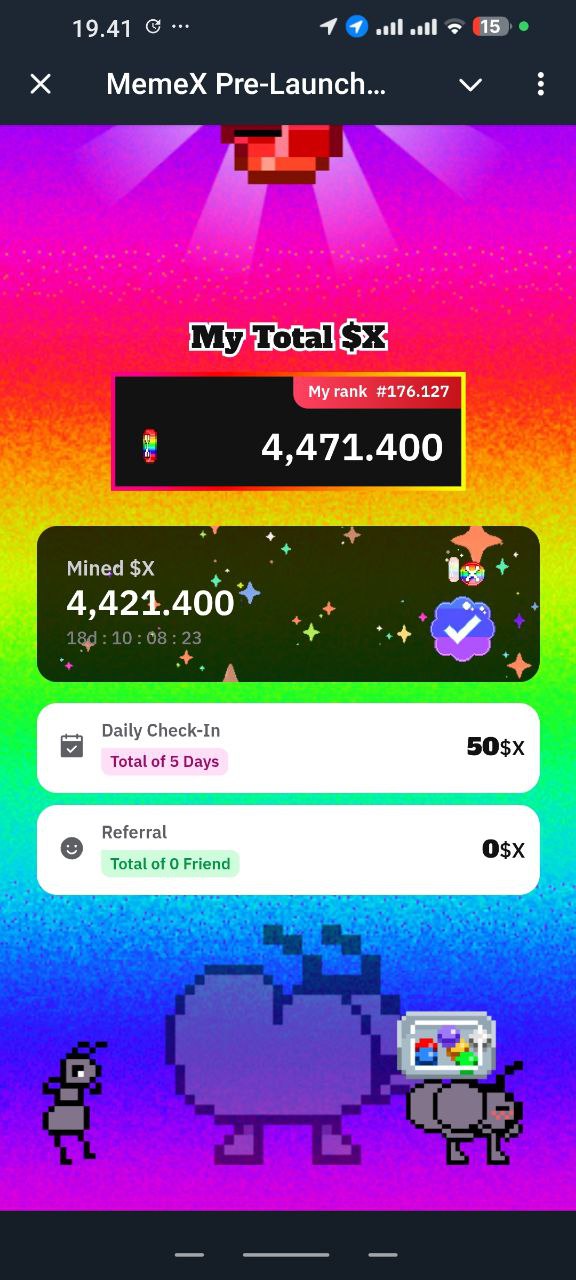 19.41
15
MemeX Pre-Launch...
My Total $X
My rank #176.127
4,471.400
Mined $X
4,421.400
18d : 10 : 08 : 23
Daily Check-In
Total of 5 Days
50$X
Referral
Total of 0 Friend
0$X